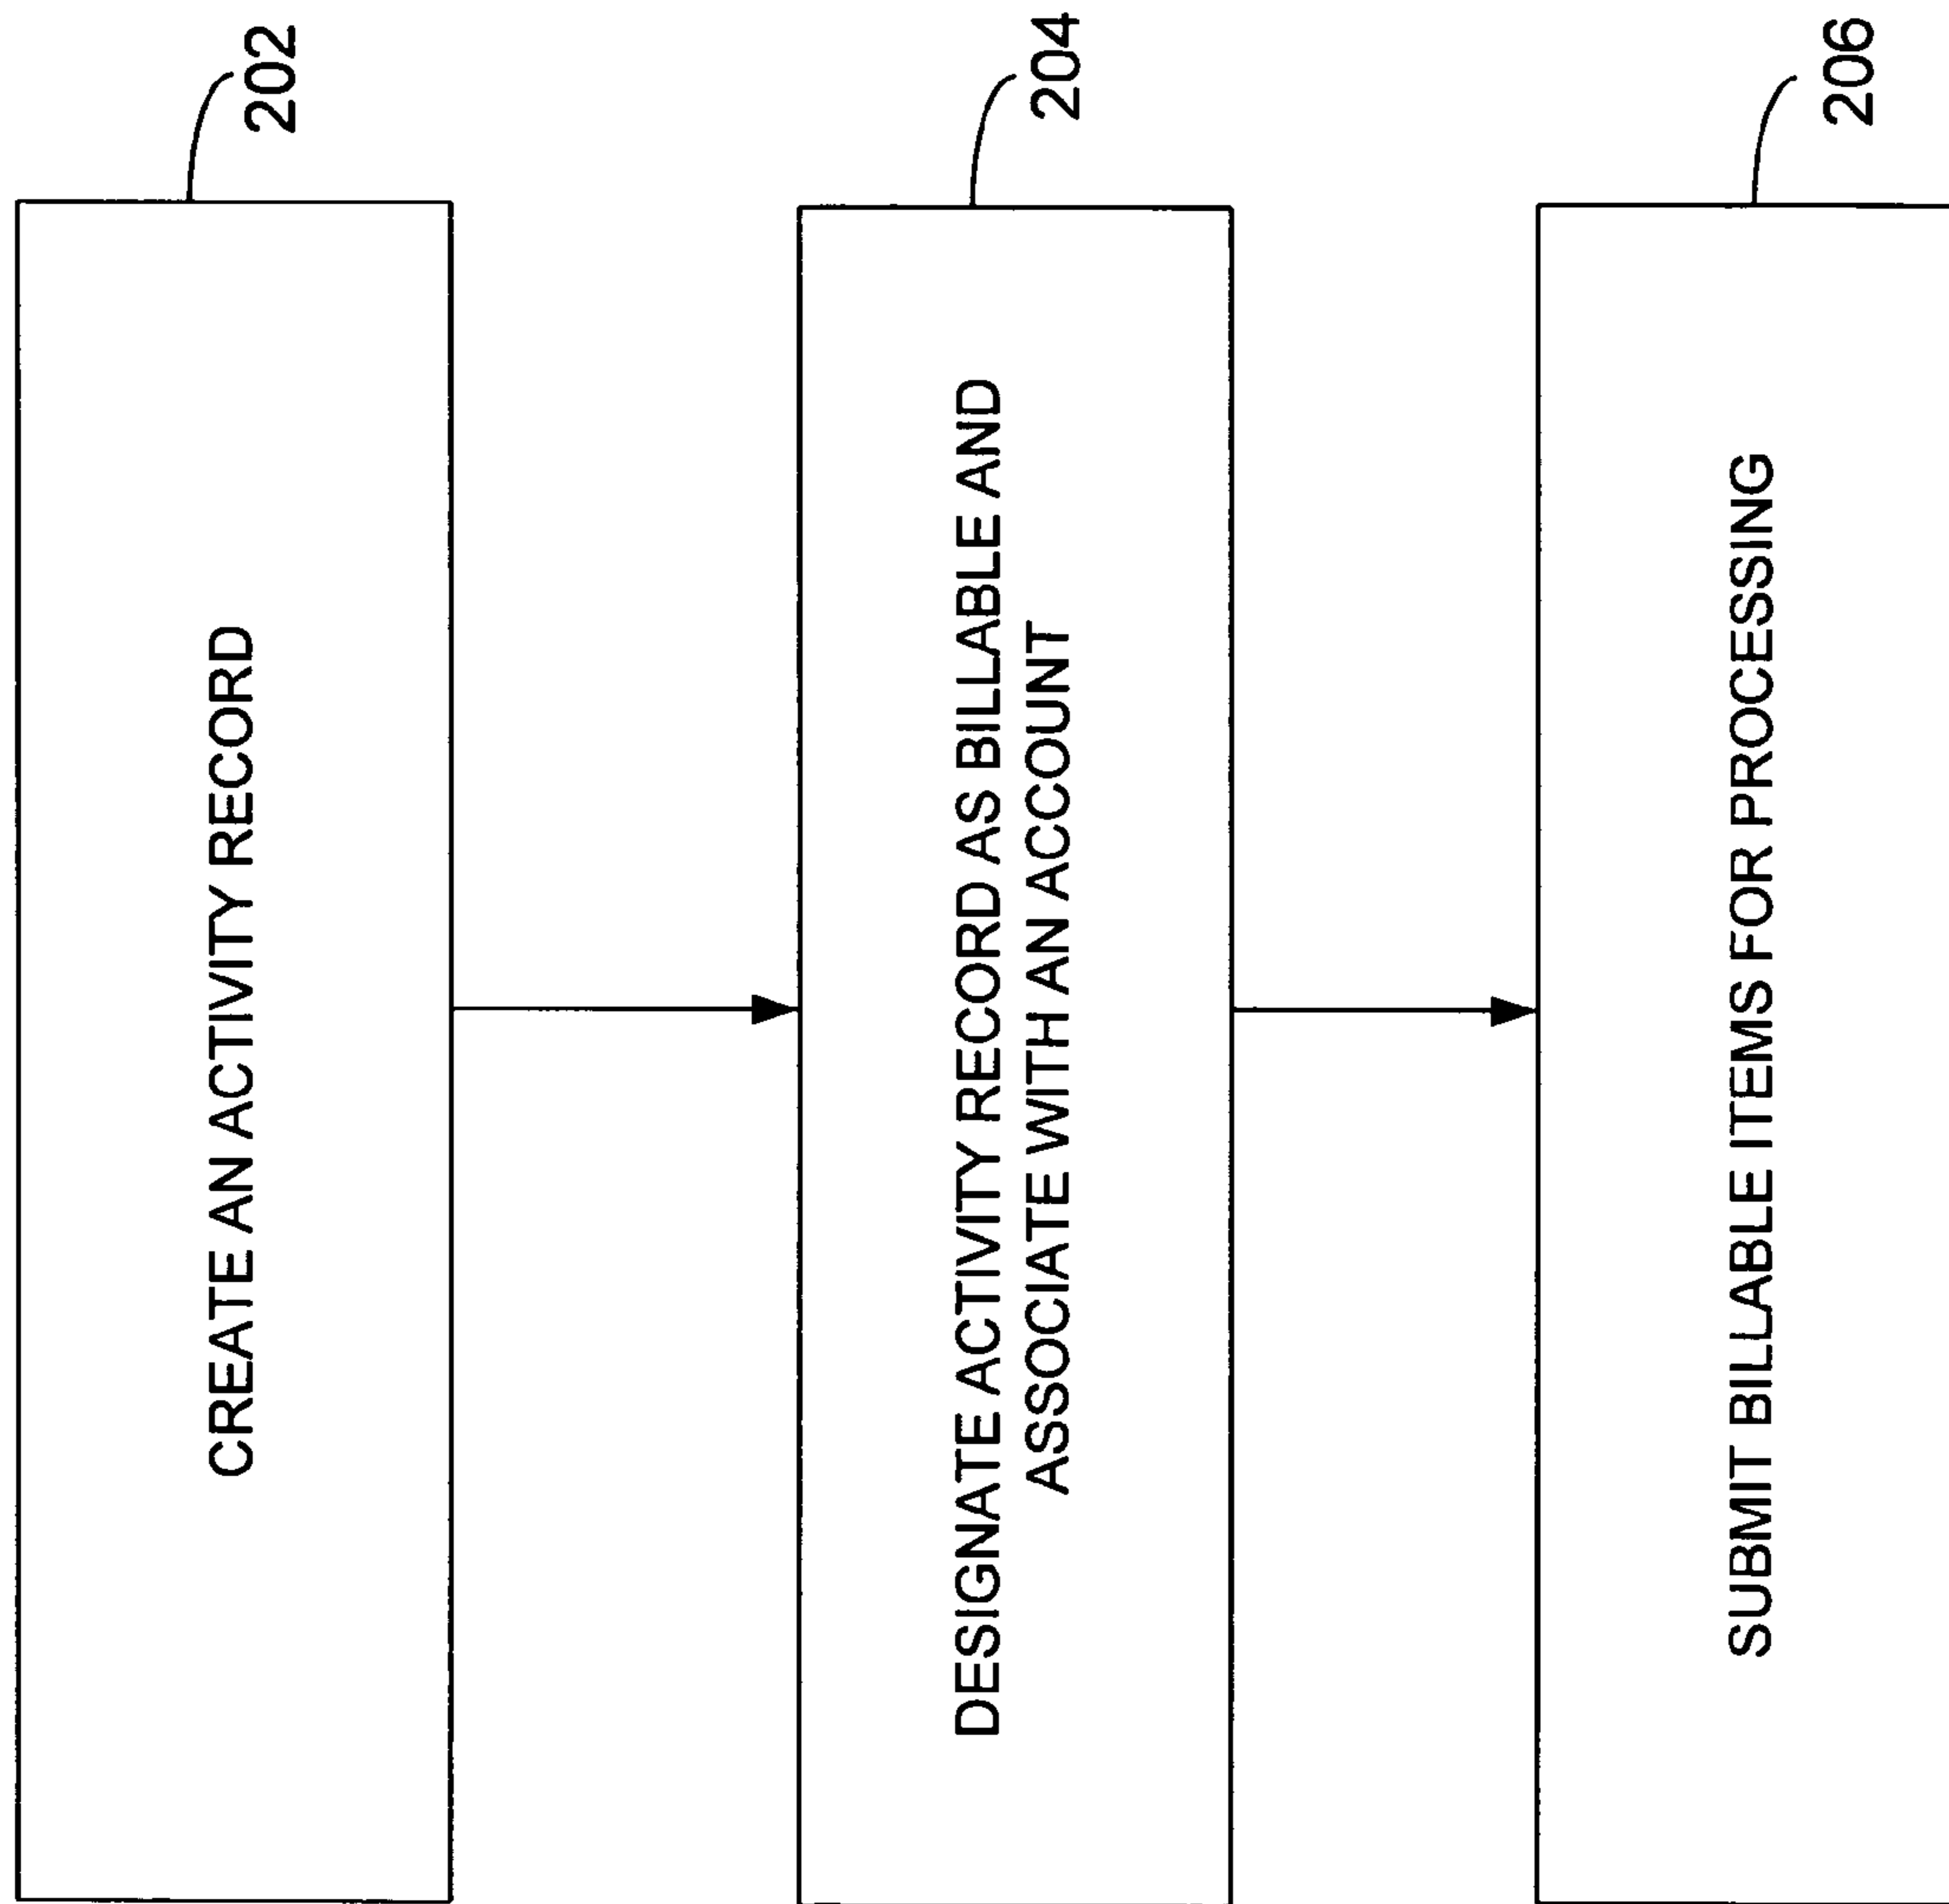 CREATE AN ACTIVITY RECORD
202
DESIGNATE ACTIVITY RECORD AS BILLABLE AND
ASSOCIATE WITH AN ACCOUNT
204
SUBMIT BILLABLE ITEMS FOR PROCESSING
206